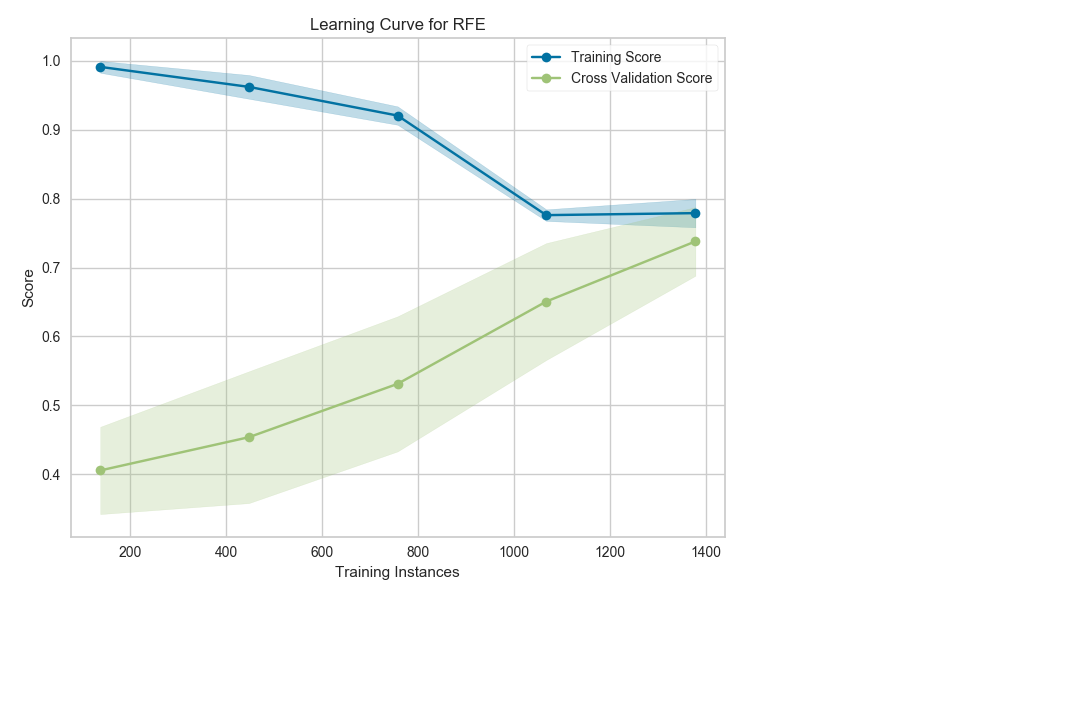 Learning Curve for RFE
Training Score
Cross Validation Score
1.0
0.9
0.8
0.7
0.6
0.5
0.4
Score
200 400 600 800 1000 1200 1400
Training Instances